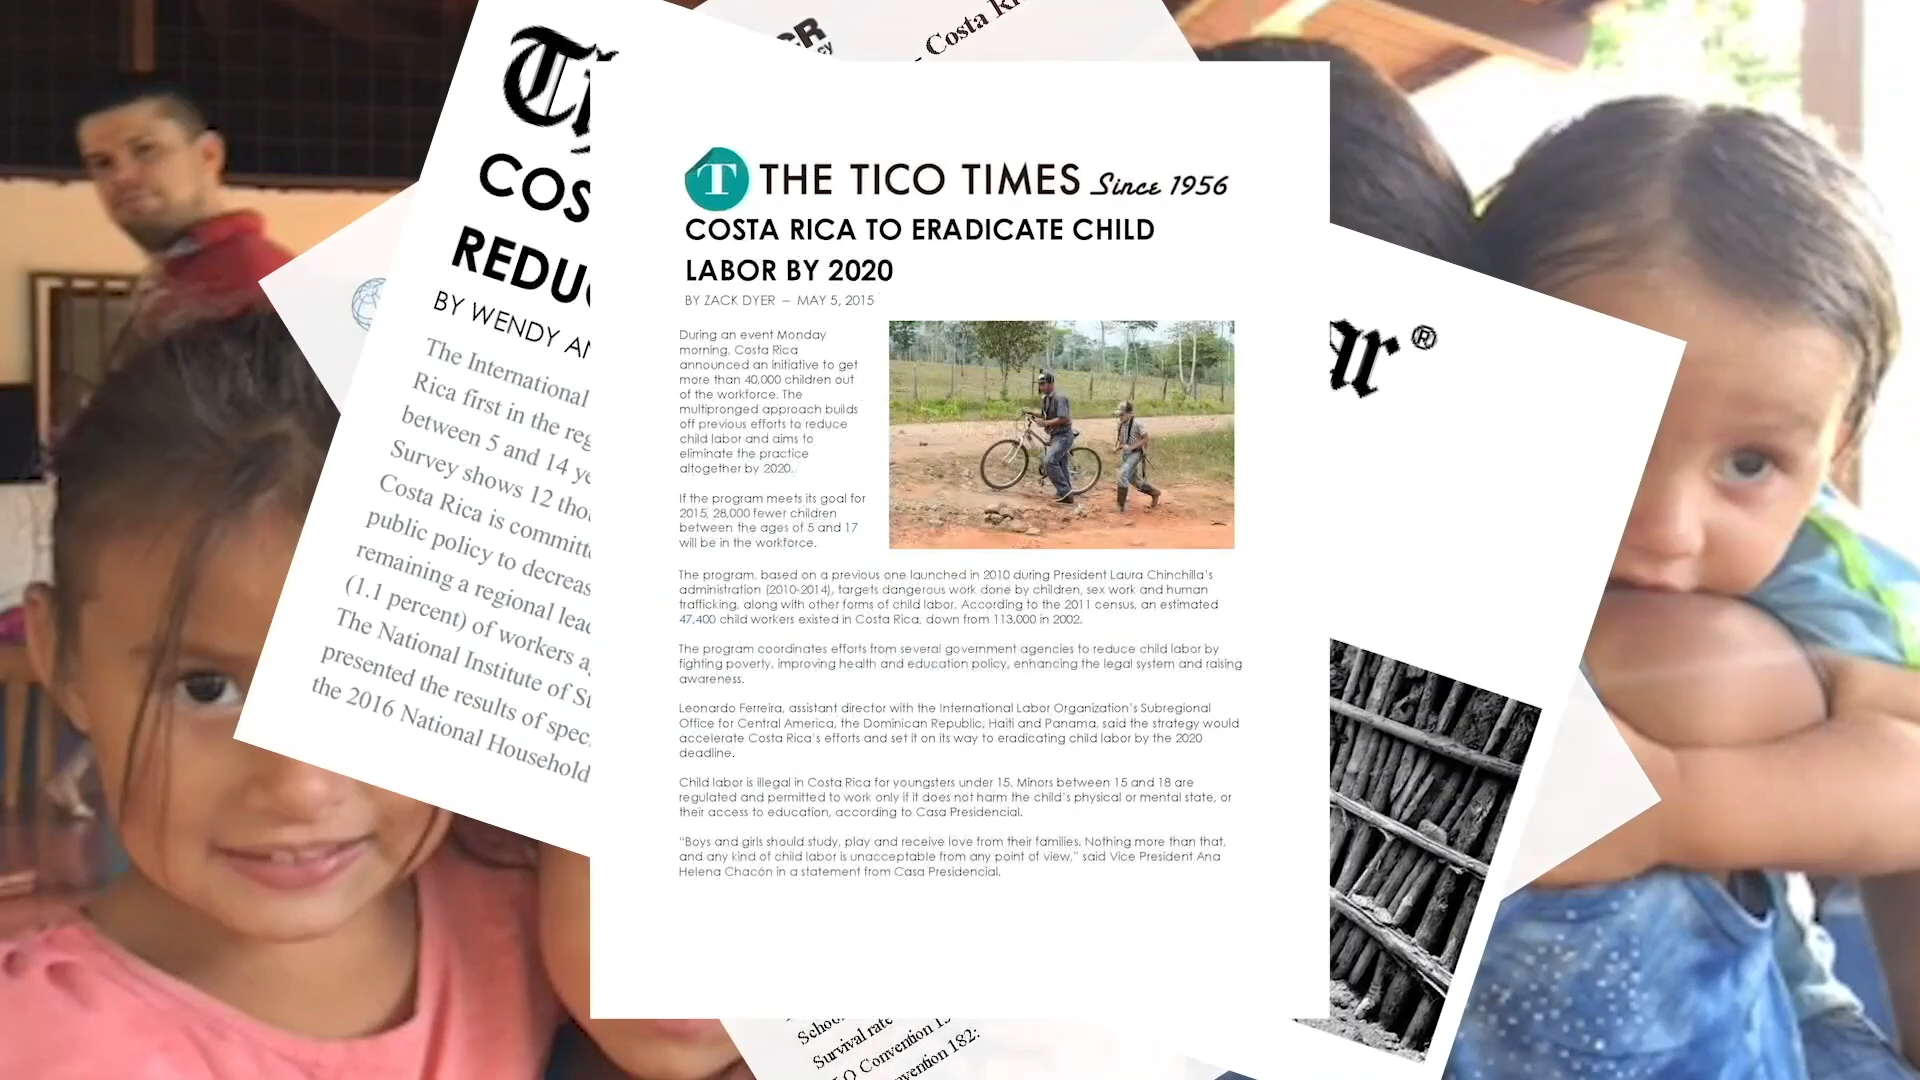 CR
cy
- Costa
COS
REDU
BY WENDY AN
The International
Rica first in the reg
between 5 and 14 ye
Survey shows 12 thou
Costa Rica is committe
public policy to decreas
remaining a regional lead
(1.1 percent) of workers a
The National Institute of St
presented the results of spec
the 2016 National Household
T THE TICO TIMES Since 1956
COSTA RICA TO ERADICATE CHILD
LABOR BY 2020
BY ZACK DYER – MAY 5, 2015
During an event Monday
morning, Costa Rica
announced an initiative to get
more than 40,000 children out
of the workforce. The
multipronged approach builds
off previous efforts to reduce
child labor and aims to
eliminate the practice
altogether by 2020.
If the program meets its goal for
2015, 28,000 fewer children
between the ages of 5 and 17
will be in the workforce.
The program, based on a previous one launched in 2010 during President Laura Chinchilla's
administration (2010-2014), targets dangerous work done by children, sex work and human
trafficking, along with other forms of child labor. According to the 2011 census, an estimated
47,400 child workers existed in Costa Rica, down from 113,000 in 2002.
The program coordinates efforts from several government agencies to reduce child labor by
fighting poverty, improving health and education policy, enhancing the legal system and raising
awareness.
Leonardo Ferreira, assistant director with the International Labor Organization's Subregional
Office for Central America, the Dominican Republic, Haiti and Panama, said the strategy would
accelerate Costa Rica's efforts and set it on its way to eradicating child labor by the 2020
deadline.
Child labor is illegal in Costa Rica for youngsters under 15. Minors between 15 and 18 are
regulated and permitted to work only if it does not harm the child's physical or mental state, or
their access to education, according to Casa Presidencial.
"Boys and girls should study, play and receive love from their families. Nothing more than that,
and any kind of child labor is unacceptable from any point of view," said Vice President Ana
Helena Chacón in a statement from Casa Presidencial.
ar®
Schoo
Survival rate
O Convention 1
vention 182: